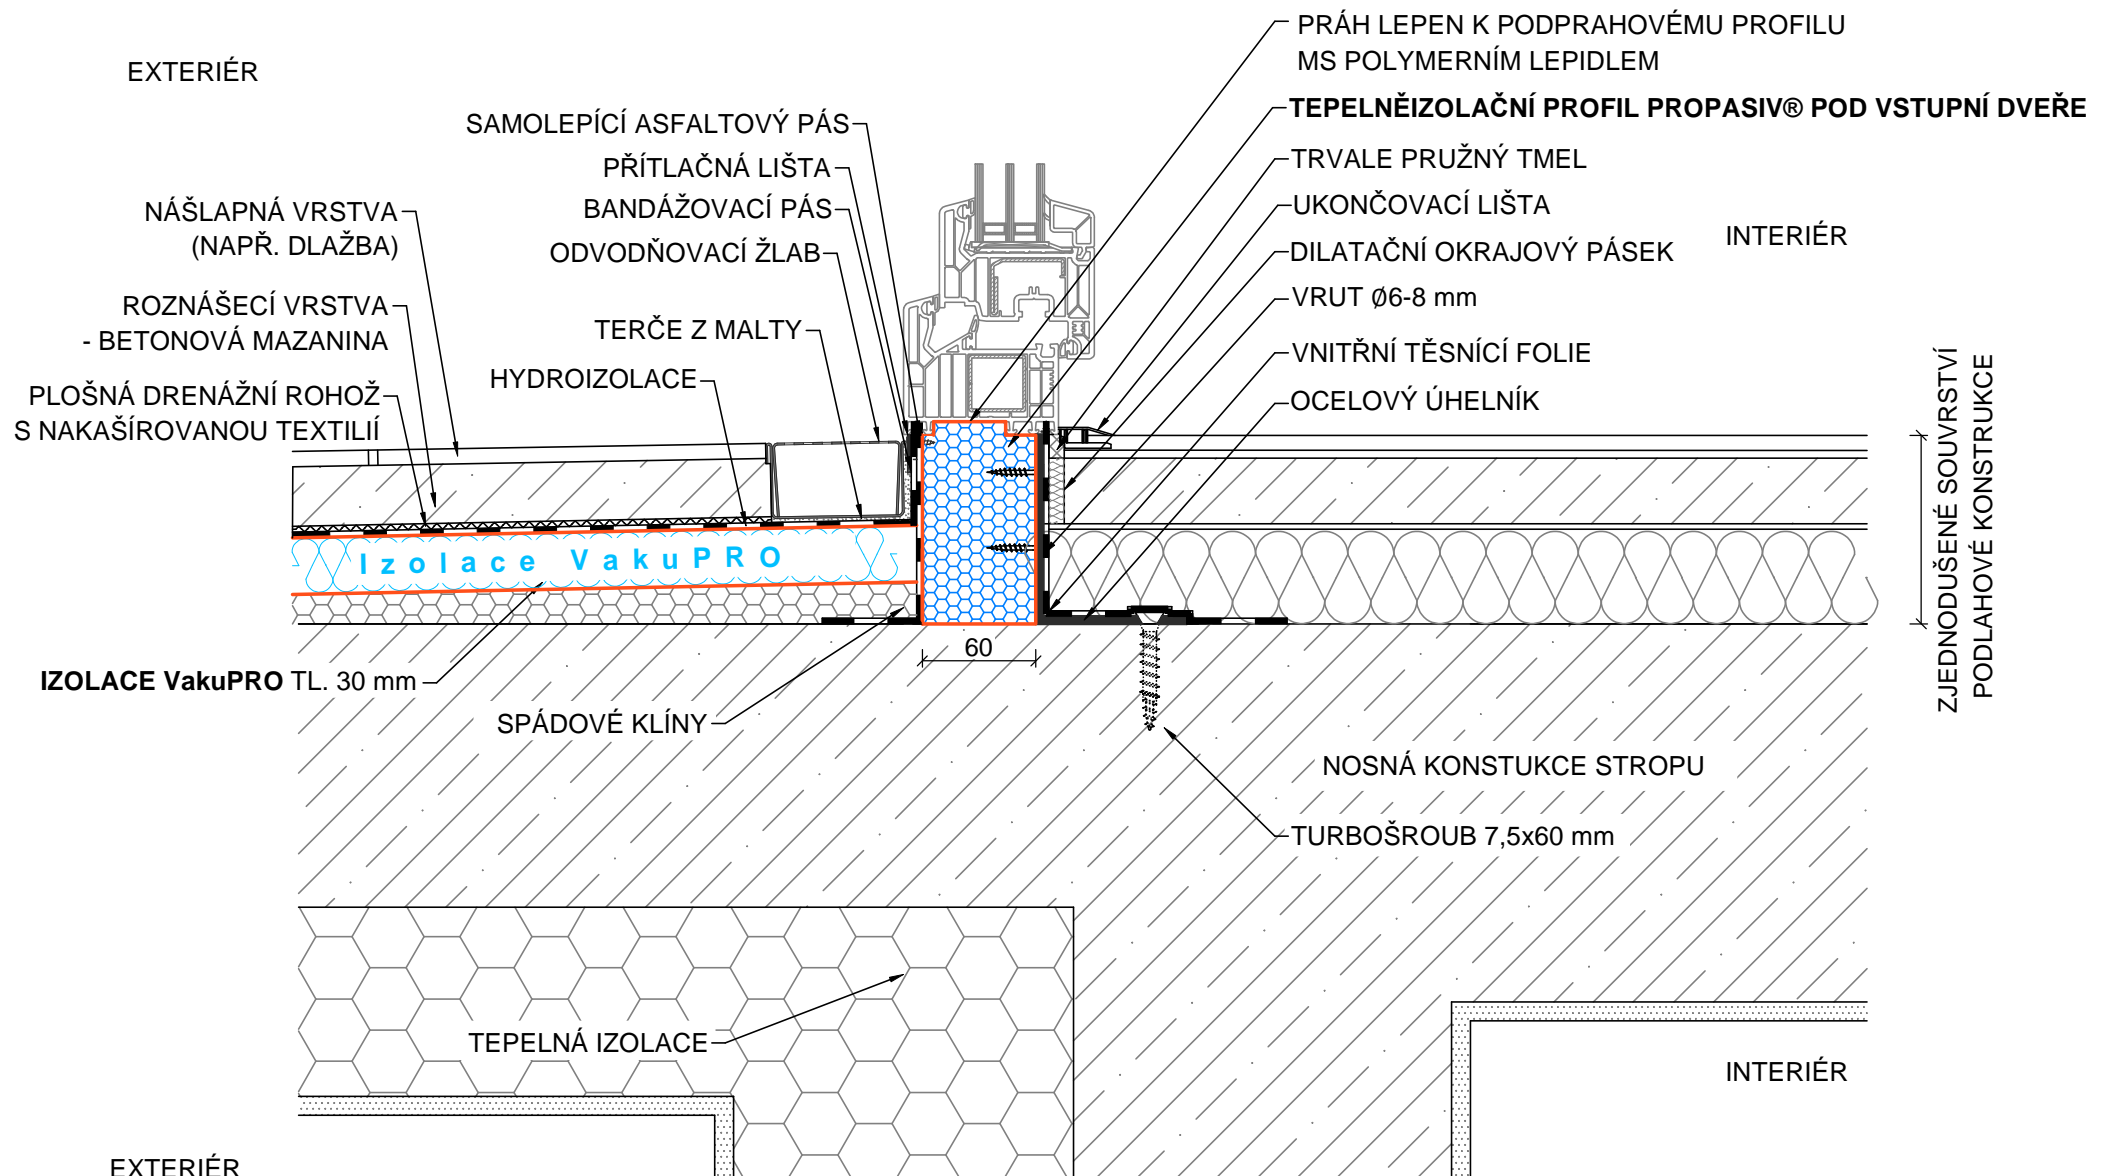 EXTERIÉR
SAMOLEPÍCÍ ASFALTOVÝ PÁS
PŘÍTLAČNÁ LIŠTA
BANDÁŽOVACÍ PÁS
ODVODŇOVACÍ ŽLAB
NÁŠLAPNÁ VRSTVA
(NAPŘ. DLAŽBA)
ROZNÁŠECÍ VRSTVA
- BETONOVÁ MAZANINA
TERČE Z MALTY
HYDROIZOLACE
PLOŠNÁ DRENÁŽNÍ ROHOŽ
S NAKAŠÍROVANOU TEXTILIÍ
PRÁH LEPEN K PODPRAHOVÉMU PROFILU
MS POLYMERNÍM LEPIDLEM
TEPELNĚIZOLAČNÍ PROFIL PROPASIV® POD VSTUPNÍ DVEŘE
TRVALE PRUŽNÝ TMEL
UKONČOVACÍ LIŠTA
INTERIÉR
DILATAČNÍ OKRAJOVÝ PÁSEK
VRUT Ø6-8 mm
VNITŘNÍ TĚSNÍCÍ FOLIE
OCELOVÝ ÚHELNÍK
ZJEDNODUŠENÉ SOUVRSTVÍ
PODLAHOVÉ KONSTRUKCE
Izolace VakuPRO
60
IZOLACE VakuPRO TL. 30 mm
SPÁDOVÉ KLÍNY
NOSNÁ KONSTUKCE STROPU
TURBOŠROUB 7,5x60 mm
TEPELNÁ IZOLACE
INTERIÉR
EXTERIÉR